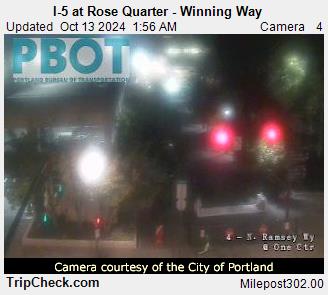 I-5 at Rose Quarter - Winning Way
Updated Oct 13 2024 1:56 AM Camera 4
PBOT
PORTLAND BUREAU OF TRANSPORTATION
4 - N. Ramsey Wy
@ One Ctr
Camera courtesy of the City of Portland
TripCheck.com Milepost302.00